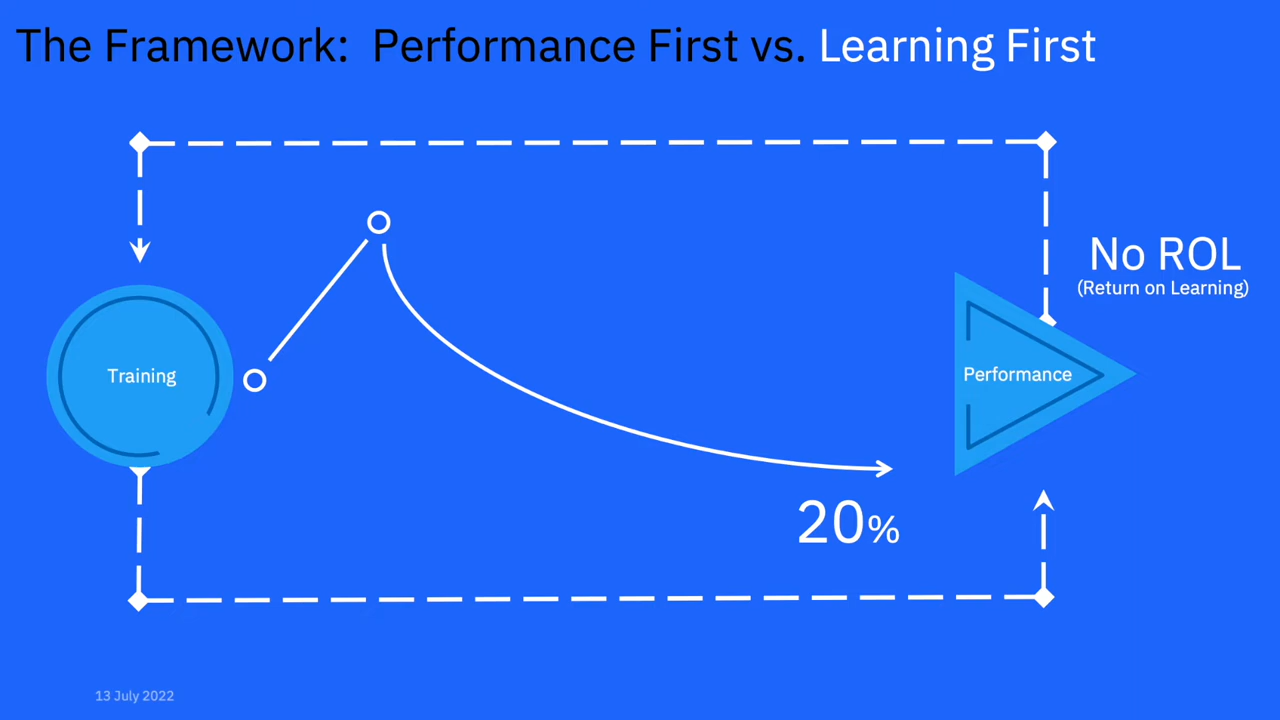 The Framework: Performance First vs. Learning First
No ROL
(Return on Learning)
Training
Performance
20%
13 July 2022